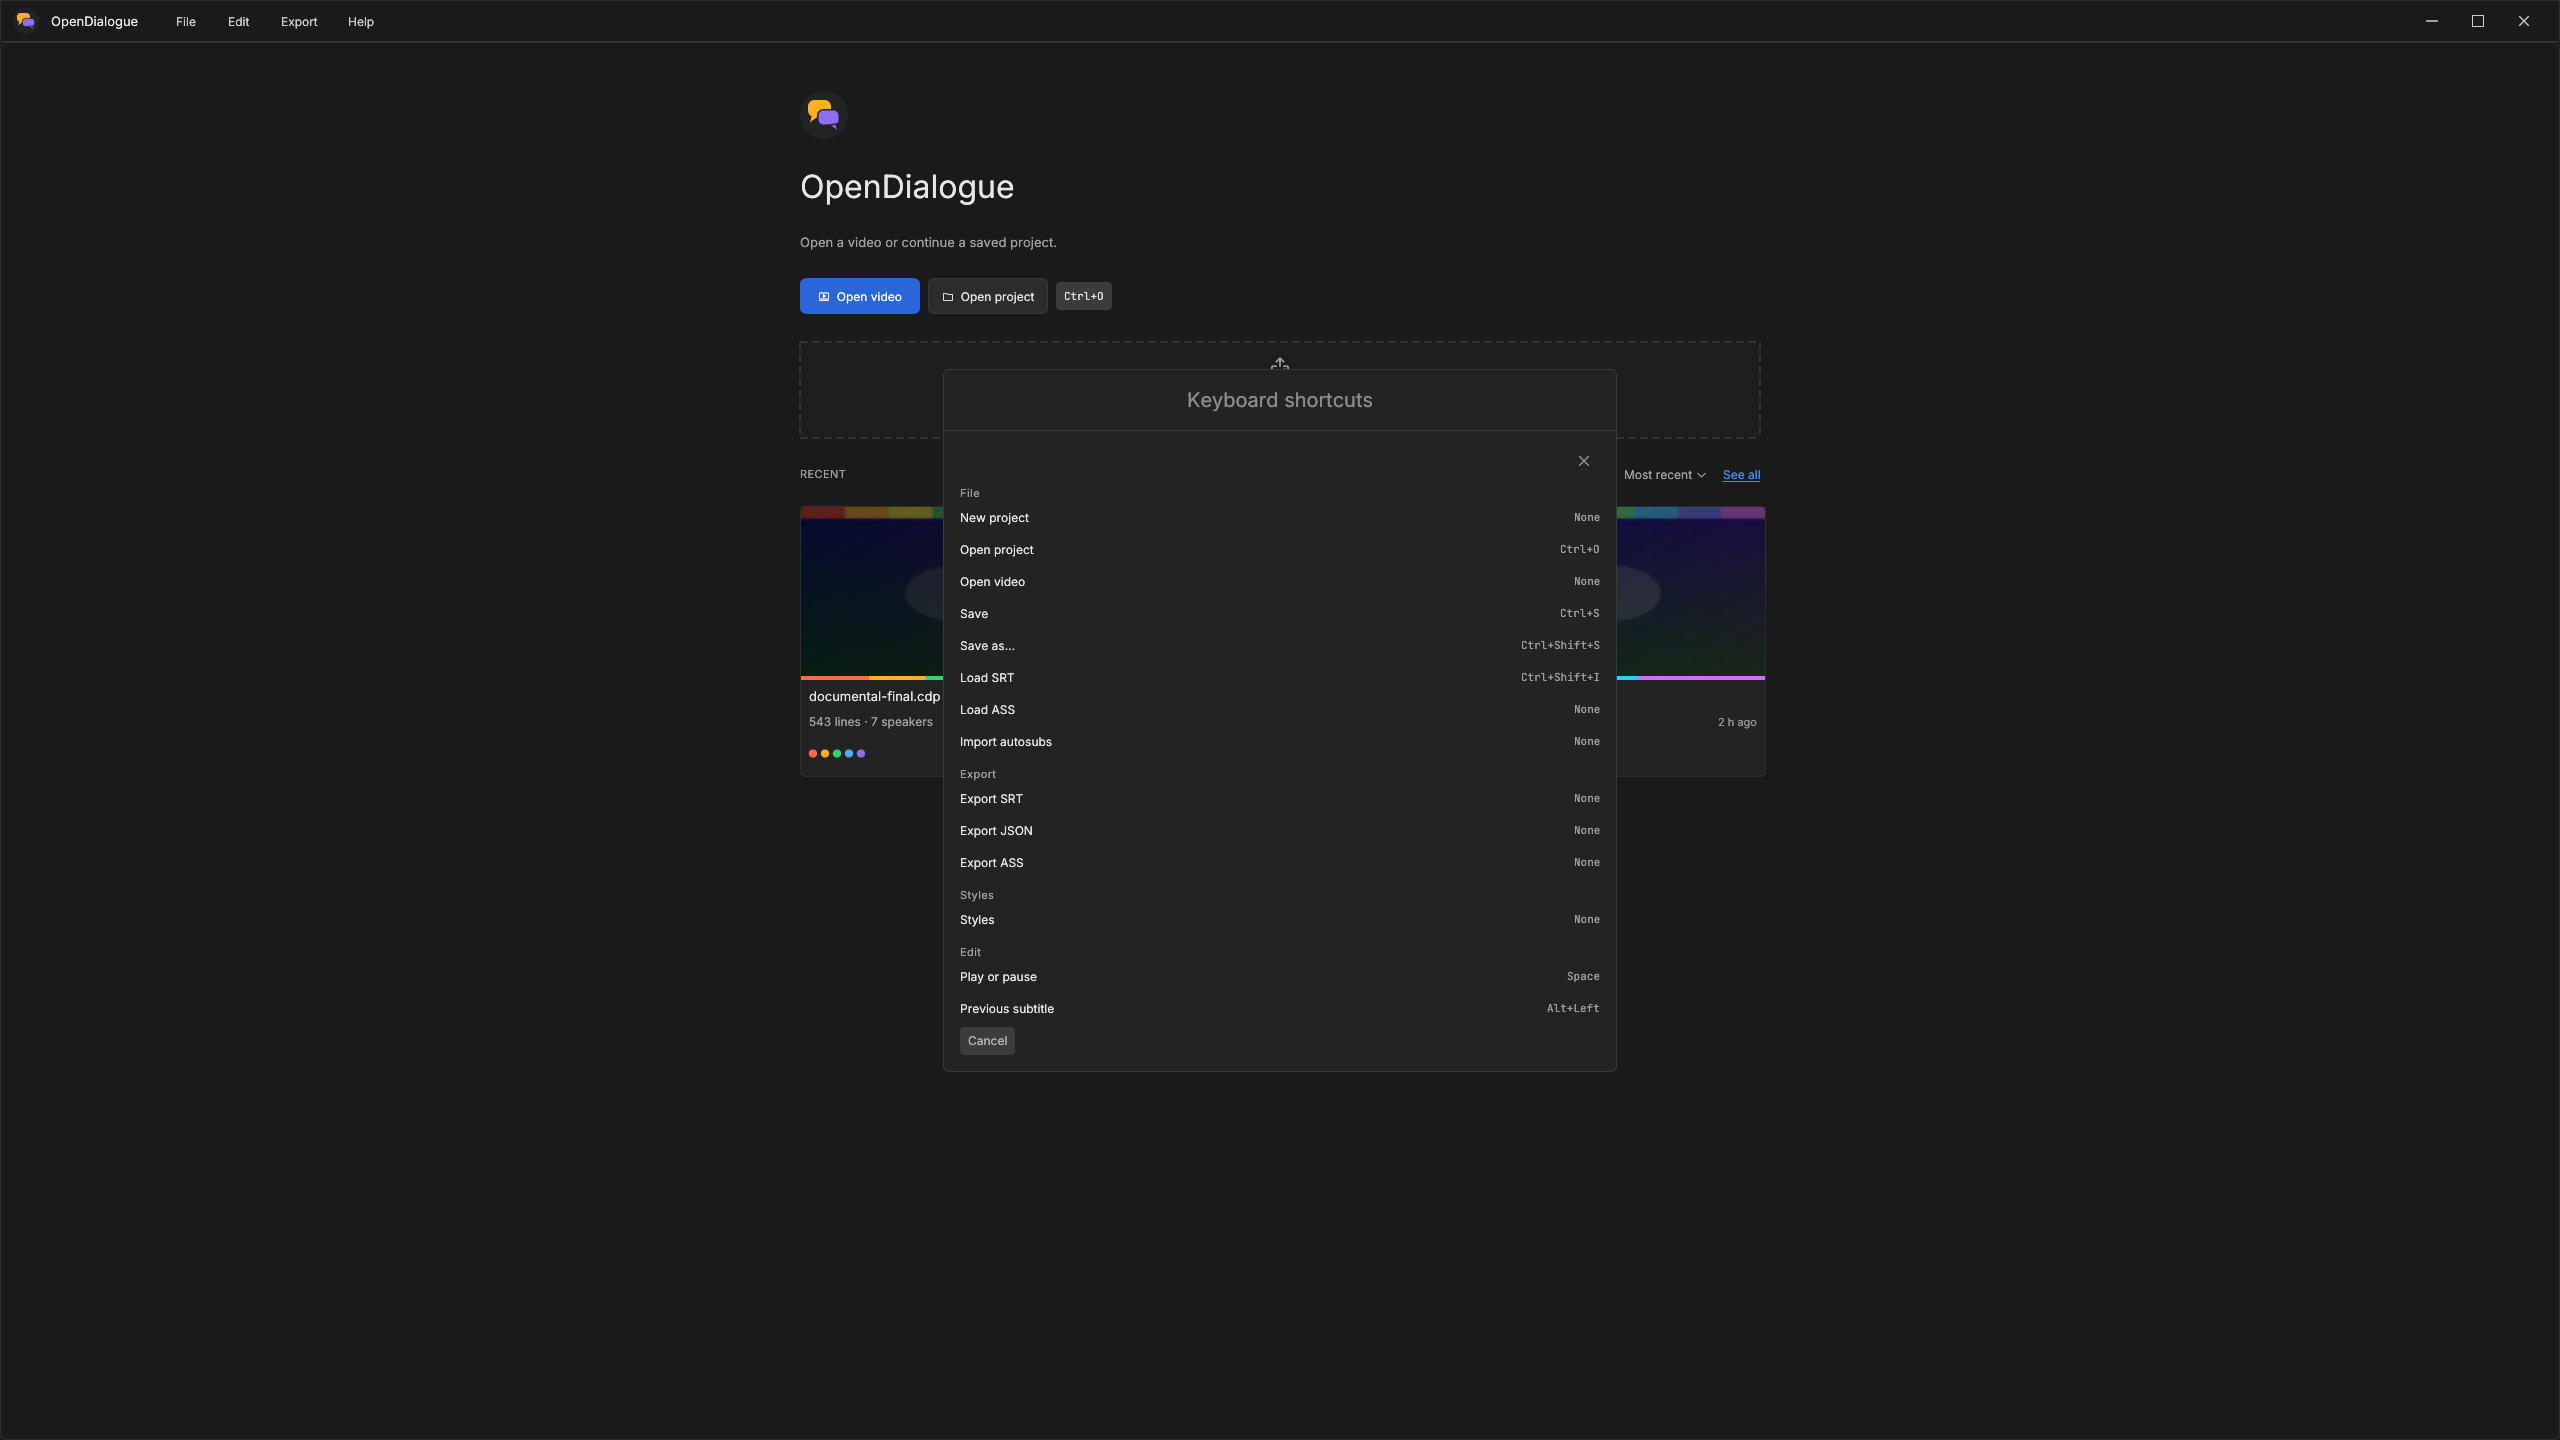 OpenDialogue File Edit Export Help
OpenDialogue
Open a video or continue a saved project.
Open video Open project Ctrl+O
Keyboard shortcuts
RECENT Most recent See all
File
New project None
Open project Ctrl+O
Open video None
Save Ctrl+S
Save as... Ctrl+Shift+S
Load SRT Ctrl+Shift+I
Load ASS None
Import autosubs None
Export
Export SRT None
Export JSON None
Export ASS None
Styles
Styles None
Edit
Play or pause Space
Previous subtitle Alt+Left
Cancel
documental-final.cdp
543 lines · 7 speakers
2 h ago